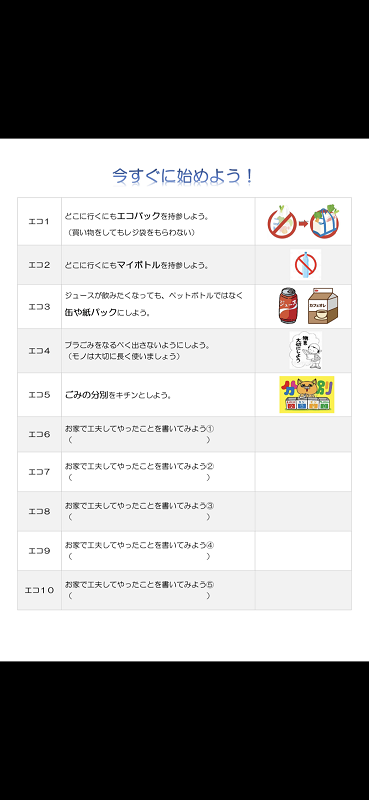 今すぐに始めよう！
エコ１
どこに行くにもエコバックを持参しよう。
（買い物をしてもレジ袋をもらわない）
エコ２
どこに行くにもマイボトルを持参しよう。
エコ３
ジュースが飲みたくなっても、ペットボトルではなく
缶や紙パックにしよう。
カフェオレ
エコ４
プラごみをなるべく出さないようにしよう。
（モノは大切に長く使いましょう）
物を
大切にしよう
エコ５
ごみの分別をキチンとしよう。
分別
エコ６
お家で工夫してやったことを書いてみよう①
（　　　　　　　　　　　　　　　　　　）
エコ７
お家で工夫してやったことを書いてみよう②
（　　　　　　　　　　　　　　　　　　）
エコ８
お家で工夫してやったことを書いてみよう③
（　　　　　　　　　　　　　　　　　　）
エコ９
お家で工夫してやったことを書いてみよう④
（　　　　　　　　　　　　　　　　　　）
エコ１０
お家で工夫してやったことを書いてみよう⑤
（　　　　　　　　　　　　　　　　　　）